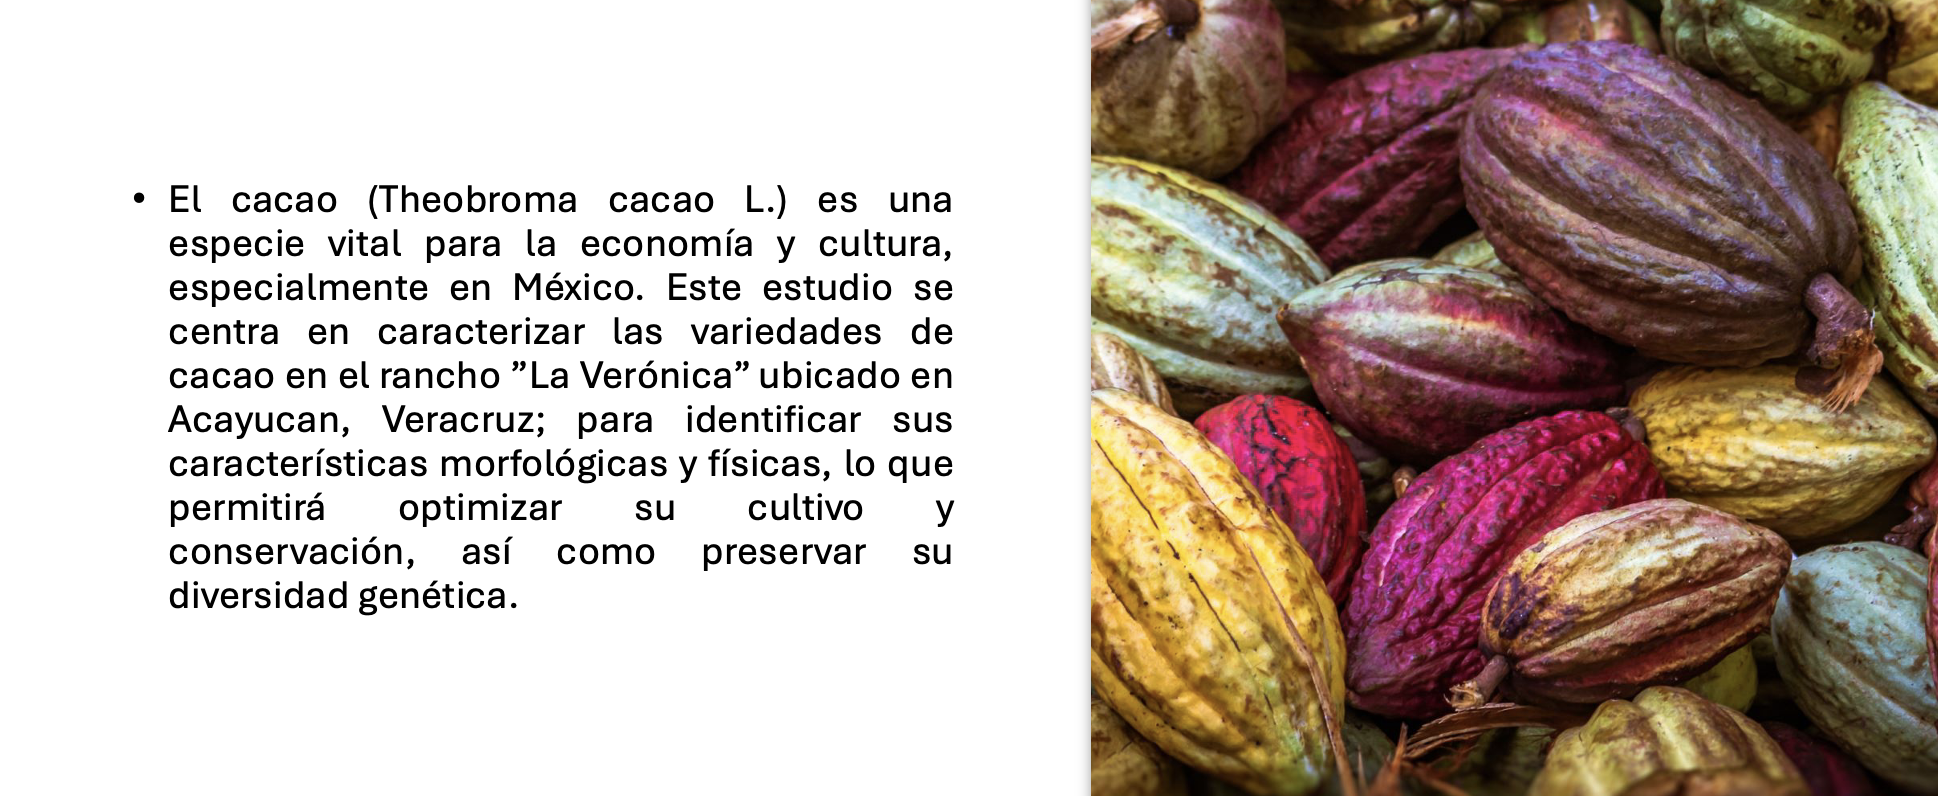 • El cacao (Theobroma cacao L.) es una
especie vital para la economía y cultura,
especialmente en México. Este estudio se
centra en caracterizar las variedades de
cacao en el rancho ”La Verónica” ubicado en
Acayucan, Veracruz; para identificar sus
características morfológicas y físicas, lo que
permitirá optimizar su cultivo y
conservación, así como preservar su
diversidad genética.